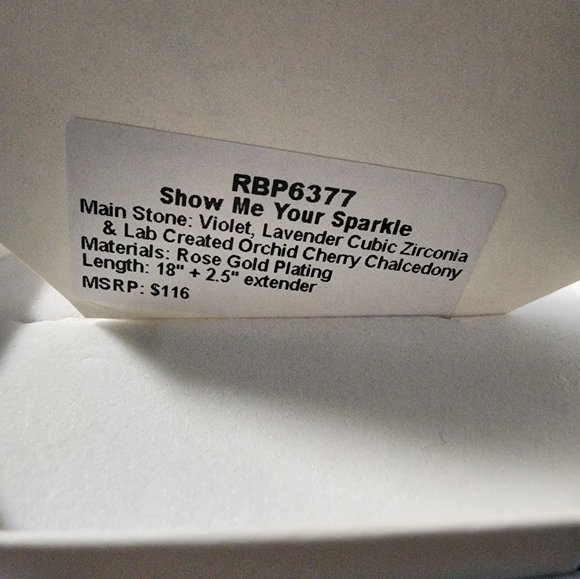 RBP6377
Show Me Your Sparkle
Main Stone: Violet, Lavender Cubic Zirconia
& Lab Created Orchid Cherry Chalcedony
Materials: Rose Gold Plating
Length: 18" + 2.5" extender
MSRP: $116